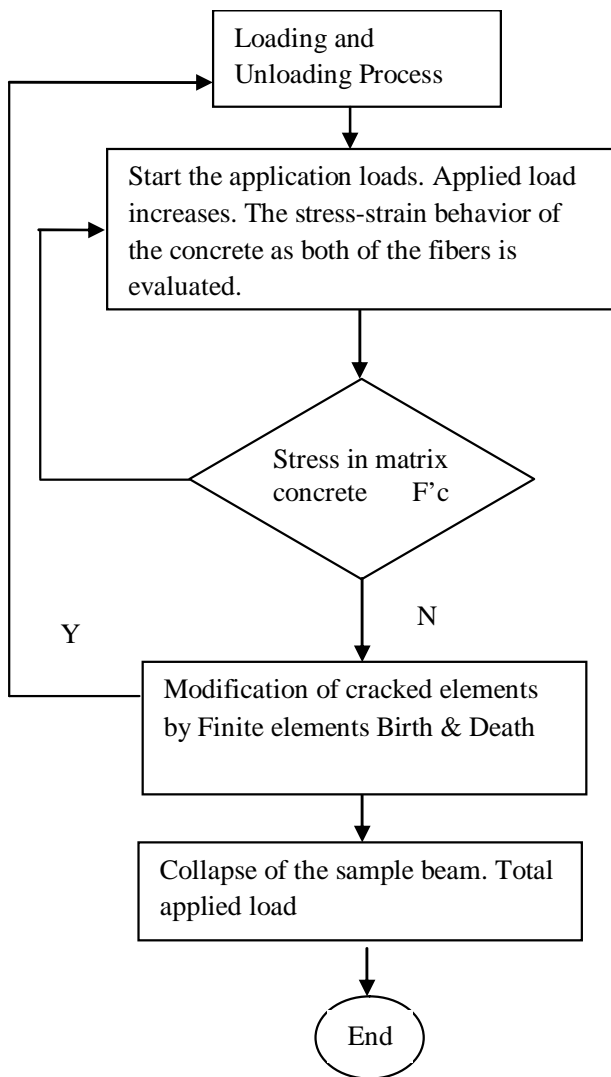 Loading and
Unloading Process
Start the application loads. Applied load
increases. The stress-strain behavior of
the concrete as both of the fibers is
evaluated.
Stress in matrix
concrete F’c
Y
N
Modification of cracked elements
by Finite elements Birth & Death
Collapse of the sample beam. Total
applied load
End